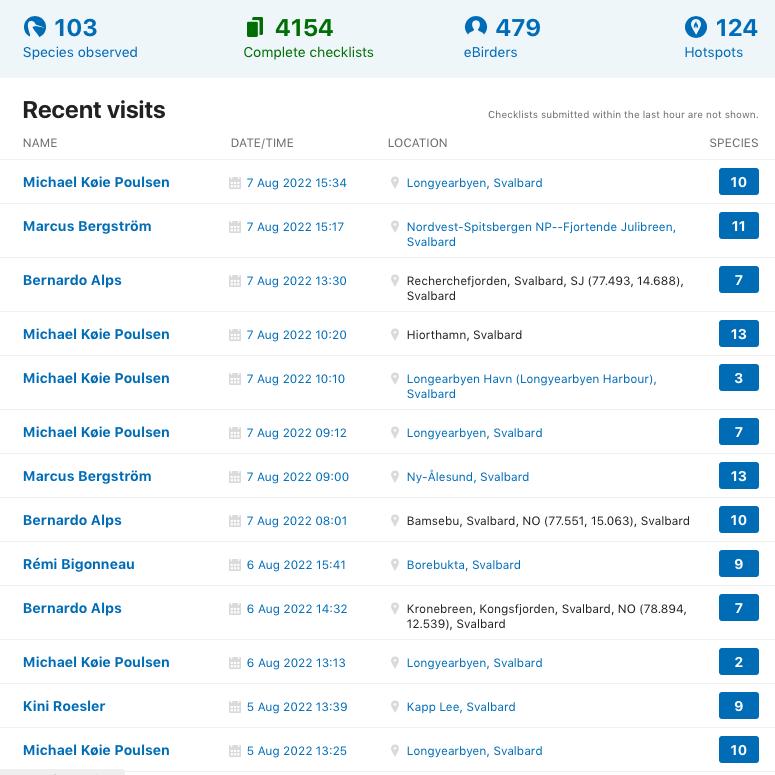 103
Species observed
4154
Complete checklists
479
eBirders
124
Hotspots
Recent visits
Checklists submitted within the last hour are not shown.
NAME DATE/TIME LOCATION SPECIES
Michael Køie Poulsen 7 Aug 2022 15:34 Longyearbyen, Svalbard 10
Marcus Bergström 7 Aug 2022 15:17 Nordvest-Spitsbergen NP--Fjortende Julibreen, 11
Svalbard
Bernardo Alps 7 Aug 2022 13:30 Recherchefjorden, Svalbard, SJ (77.493, 14.688), 7
Svalbard
Michael Køie Poulsen 7 Aug 2022 10:20 Hiorthamn, Svalbard 13
Michael Køie Poulsen 7 Aug 2022 10:10 Longearbyen Havn (Longyearbyen Harbour), 3
Svalbard
Michael Køie Poulsen 7 Aug 2022 09:12 Longyearbyen, Svalbard 7
Marcus Bergström 7 Aug 2022 09:00 Ny-Ålesund, Svalbard 13
Bernardo Alps 7 Aug 2022 08:01 Bamsebu, Svalbard, NO (77.551, 15.063), Svalbard 10
Rémi Bigonneau 6 Aug 2022 15:41 Borebukta, Svalbard 9
Bernardo Alps 6 Aug 2022 14:32 Kronebreen, Kongsfjorden, Svalbard, NO (78.894, 7
12.539), Svalbard
Michael Køie Poulsen 6 Aug 2022 13:13 Longyearbyen, Svalbard 2
Kini Roesler 5 Aug 2022 13:39 Kapp Lee, Svalbard 9
Michael Køie Poulsen 5 Aug 2022 13:25 Longyearbyen, Svalbard 10